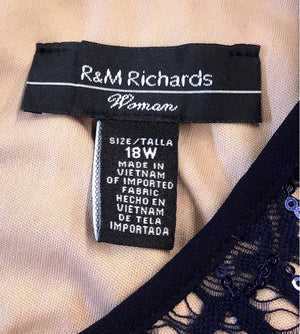 R&M Richards
Woman
SIZE/TALLA
18W
MADE IN
VIETNAM
OF IMPORTED
FABRIC
HECHO EN
VIETNAM
DE TELA
IMPORTADA